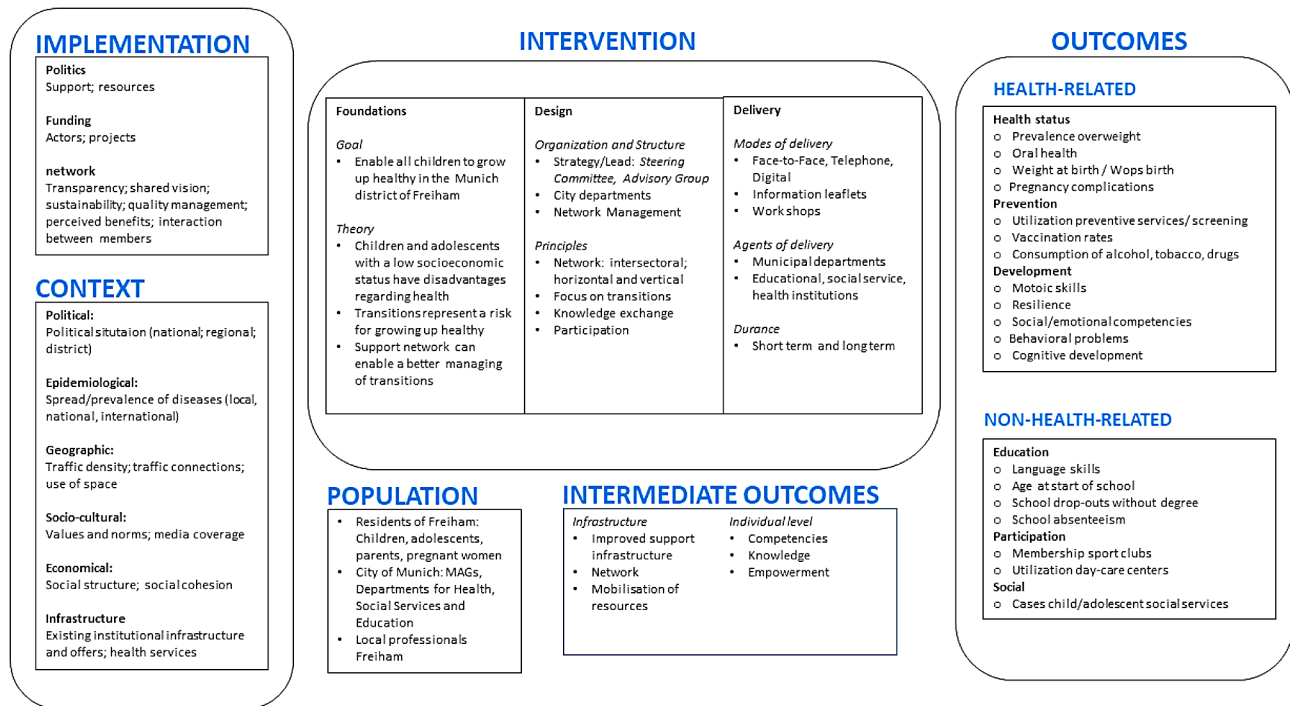 IMPLEMENTATION
Politics
Support; resources
Funding
Actors; projects
network
Transparency; shared vision;
sustainability; quality management;
perceived benefits; interaction
between members
CONTEXT
Political:
Political situtaion (national; regional;
district)
Epidemiological:
Spread/prevalence of diseases (local,
national, international)
Geographic:
Traffic density; traffic connections;
use of space
Socio-cultural:
Values and norms; media coverage
Economical:
Social structure; social cohesion
Infrastructure
Existing institutional infrastructure
and offers; health services
INTERVENTION
Foundations
Goal
• Enable all children to grow
up healthy in the Munich
district of Freiham
Theory
• Children and adolescents
with a low socioeconomic
status have disadvantages
regarding health
• Transitions represent a risk
for growing up healthy
• Support network can
enable a better managing
of transitions
Design
Organization and Structure
• Strategy/Lead: Steering
Committee, Advisory Group
• City departments
• Network Management
Principles
• Network: intersectoral;
horizontal and vertical
• Focus on transitions
• Knowledge exchange
• Participation
Delivery
Modes of delivery
• Face-to-Face, Telephone,
Digital
• Information leaflets
• Work shops
Agents of delivery
• Municipal departments
• Educational, social service,
health institutions
Durance
• Short term and long term
POPULATION
• Residents of Freiham:
Children, adolescents,
parents, pregnant women
• City of Munich: MAGs,
Departments for Health,
Social Services and
Education
• Local professionals
Freiham
INTERMEDIATE OUTCOMES
Infrastructure
• Improved support
infrastructure
• Network
• Mobilisation of
resources
Individual level
• Competencies
• Knowledge
• Empowerment
OUTCOMES
HEALTH-RELATED
Health status
o Prevalence overweight
o Oral health
o Weight at birth / Wops birth
o Pregnancy complications
Prevention
o Utilization preventive services/ screening
o Vaccination rates
o Consumption of alcohol, tobacco, drugs
Development
o Motoic skills
o Resilience
o Social/emotional competencies
o Behavioral problems
o Cognitive development
NON-HEALTH-RELATED
Education
o Language skills
o Age at start of school
o School drop-outs without degree
o School absenteeism
Participation
o Membership sport clubs
o Utilization day-care centers
Social
o Cases child/adolescent social services